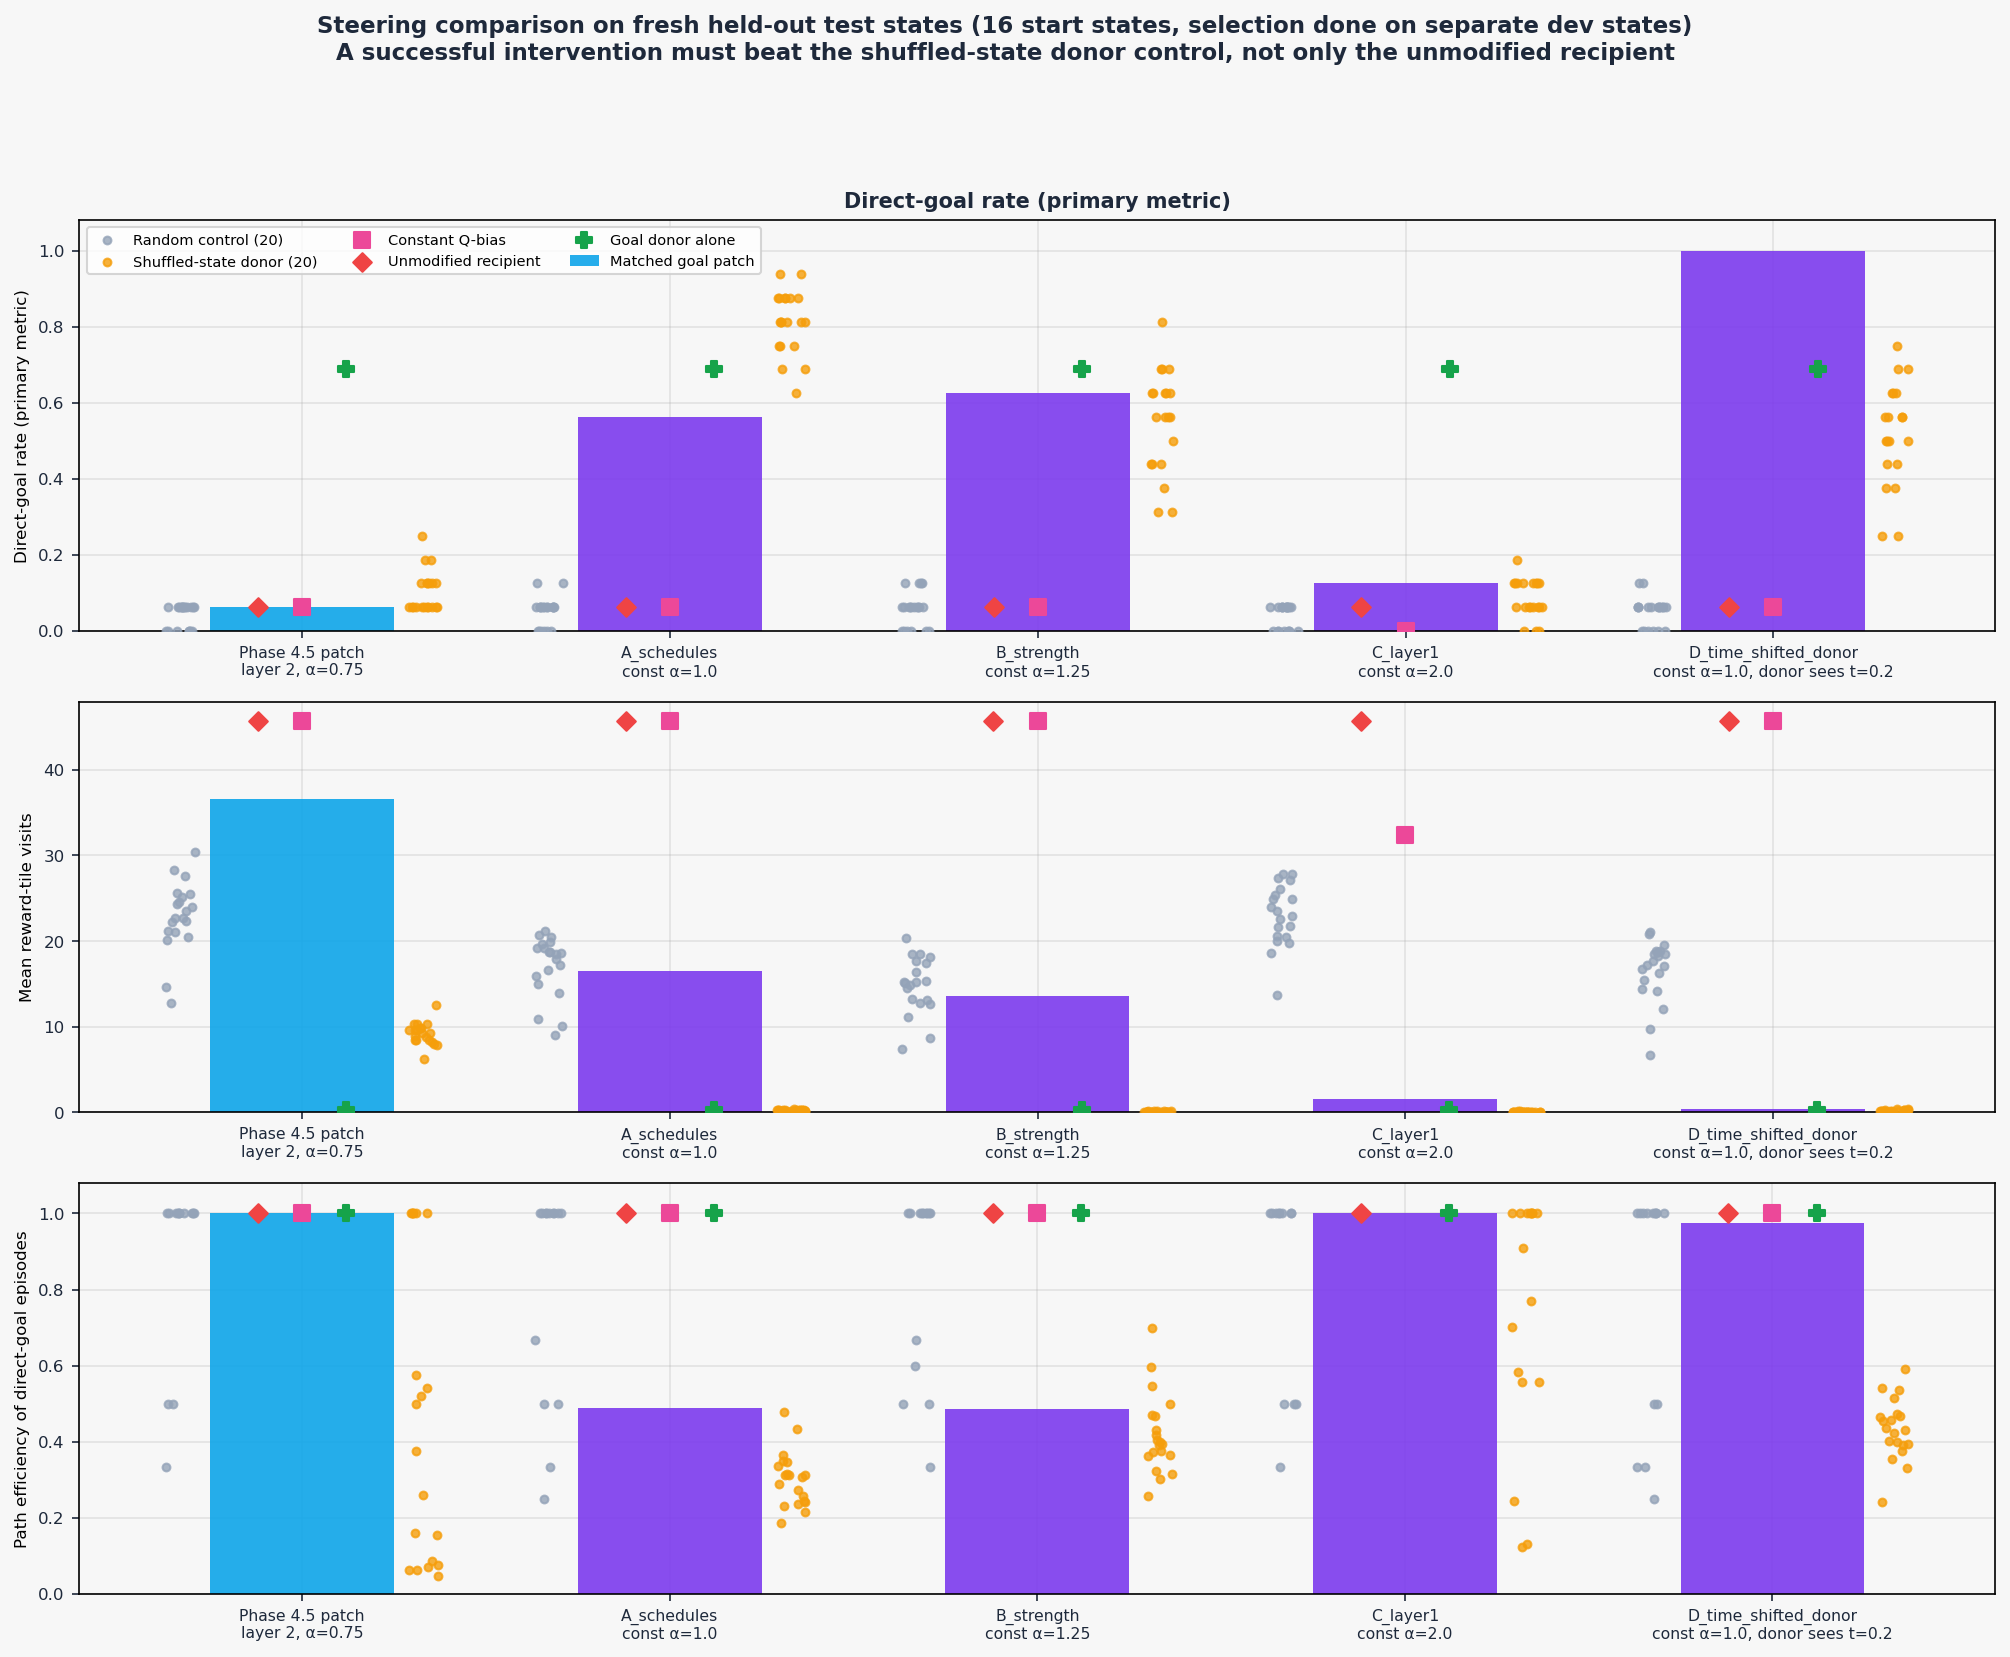 Steering comparison on fresh held-out test states (16 start states, selection done on separate dev states)
A successful intervention must beat the shuffled-state donor control, not only the unmodified recipient
Direct-goal rate (primary metric)
Random control (20)
Shuffled-state donor (20)
Constant Q-bias
Unmodified recipient
Goal donor alone
Matched goal patch
Direct-goal rate (primary metric)
1.0
0.8
0.6
0.4
0.2
0.0
Phase 4.5 patch
layer 2, α=0.75
A_schedules
const α=1.0
B_strength
const α=1.25
C_layer1
const α=2.0
D_time_shifted_donor
const α=1.0, donor sees t=0.2
Mean reward-tile visits
40
30
20
10
0
Phase 4.5 patch
layer 2, α=0.75
A_schedules
const α=1.0
B_strength
const α=1.25
C_layer1
const α=2.0
D_time_shifted_donor
const α=1.0, donor sees t=0.2
Path efficiency of direct-goal episodes
1.0
0.8
0.6
0.4
0.2
0.0
Phase 4.5 patch
layer 2, α=0.75
A_schedules
const α=1.0
B_strength
const α=1.25
C_layer1
const α=2.0
D_time_shifted_donor
const α=1.0, donor sees t=0.2